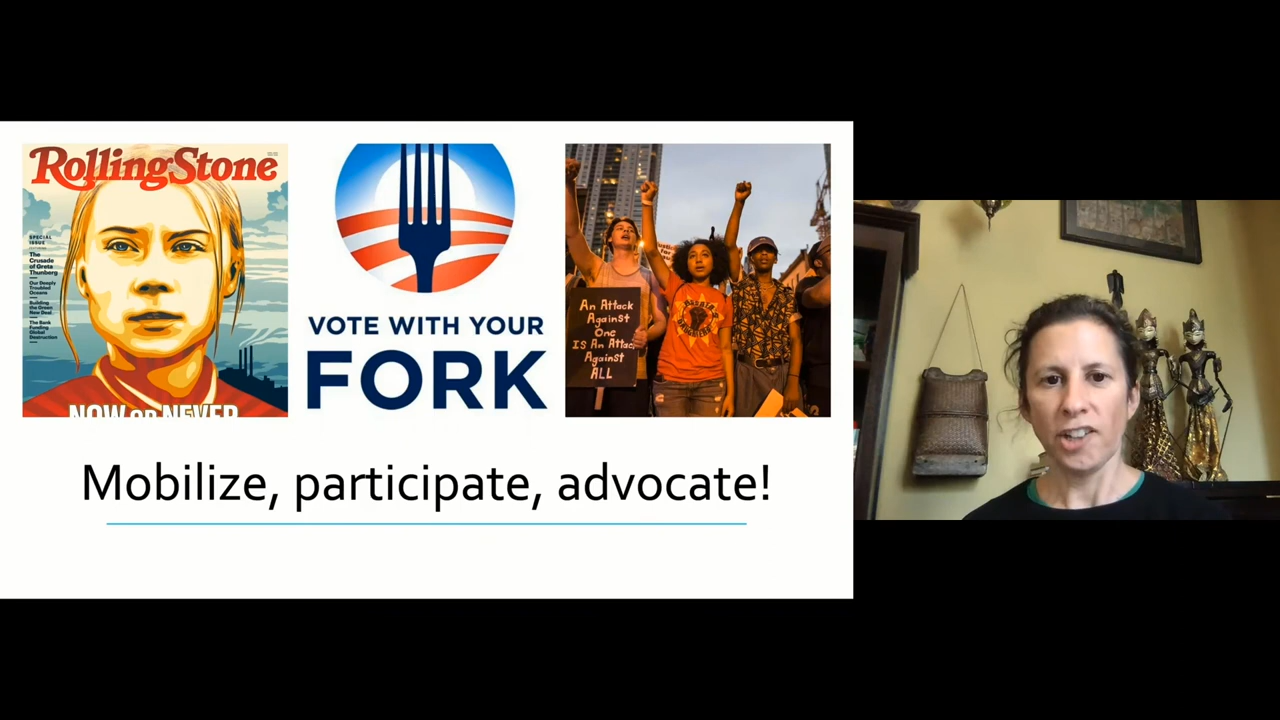 RollingStone
SPECIAL
ISSUE
The
Crusade
of Greta
Thunberg
Our Deeply
Troubled
Oceans
Building
the Green
New Deal
The Bank
Funding
Global
Destruction
NOW OR NEVER
VOTE WITH YOUR
FORK
An Attack
Against
One
IS An Attac
Against
ALL
Mobilize, participate, advocate!